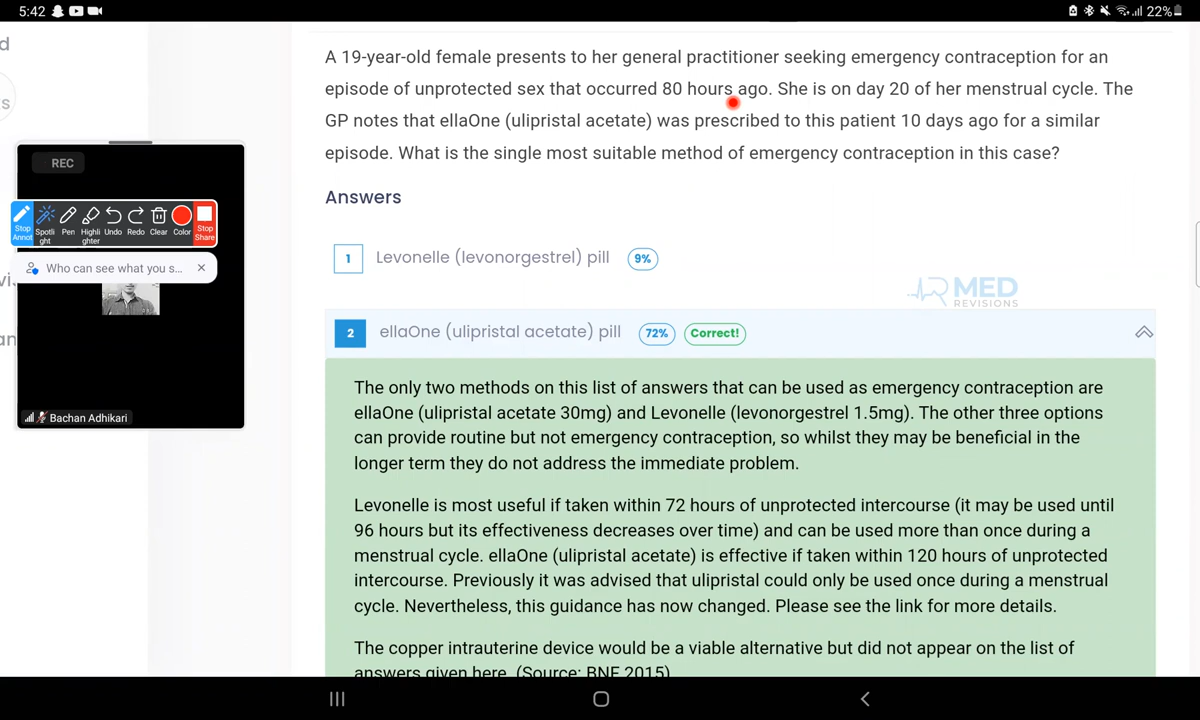 5:42
22%
d
A 19-year-old female presents to her general practitioner seeking emergency contraception for an
episode of unprotected sex that occurred 80 hours ago. She is on day 20 of her menstrual cycle. The
GP notes that ellaOne (ulipristal acetate) was prescribed to this patient 10 days ago for a similar
episode. What is the single most suitable method of emergency contraception in this case?
s
REC
Answers
Stop Annot
Spotli ght
Pen
Highli ghter
Undo
Redo
Clear
Color
Stop Share
Who can see what you s...
vi
an
1 Levonelle (levonorgestrel) pill 9%
MED
REVISIONS
2 ellaOne (ulipristal acetate) pill 72% Correct!
The only two methods on this list of answers that can be used as emergency contraception are
ellaOne (ulipristal acetate 30mg) and Levonelle (levonorgestrel 1.5mg). The other three options
can provide routine but not emergency contraception, so whilst they may be beneficial in the
longer term they do not address the immediate problem.
Bachan Adhikari
Levonelle is most useful if taken within 72 hours of unprotected intercourse (it may be used until
96 hours but its effectiveness decreases over time) and can be used more than once during a
menstrual cycle. ellaOne (ulipristal acetate) is effective if taken within 120 hours of unprotected
intercourse. Previously it was advised that ulipristal could only be used once during a menstrual
cycle. Nevertheless, this guidance has now changed. Please see the link for more details.
The copper intrauterine device would be a viable alternative but did not appear on the list of
answers given here. (Source: BNF 2015)